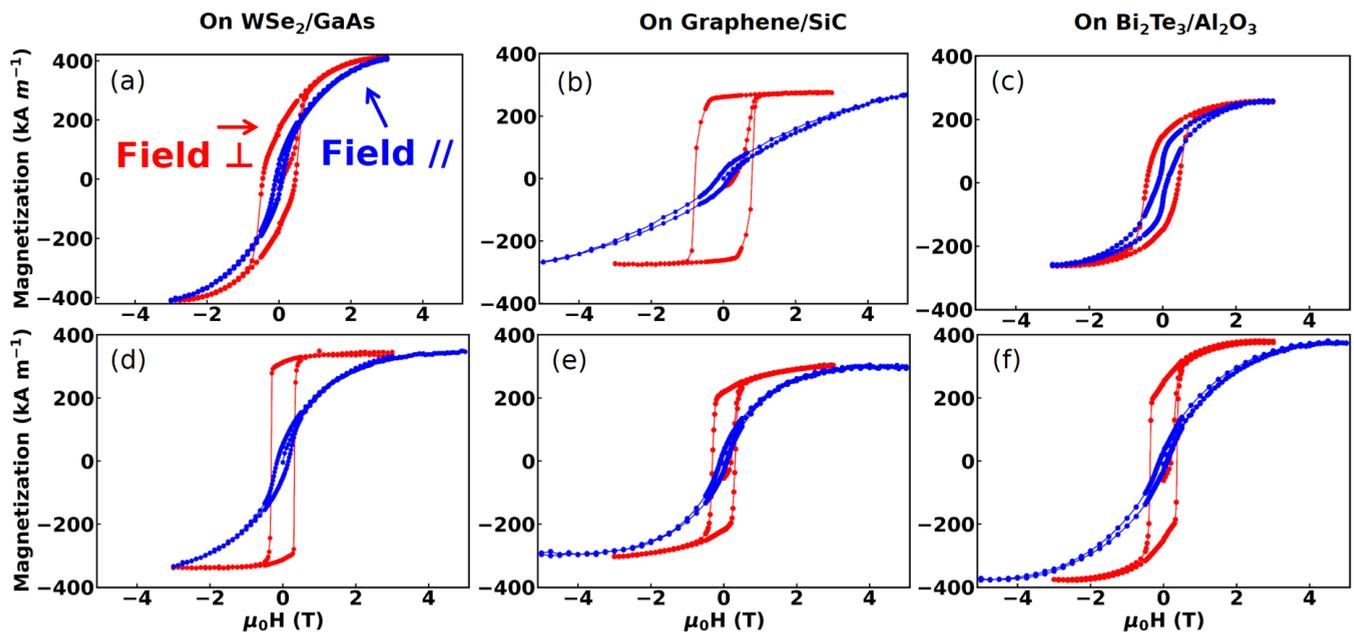 On WSe₂/GaAs
On Graphene/SiC
On Bi₂Te₃/Al₂O₃
Magnetization (kA m⁻¹)
400
200
0
−200
−400
(a)
Field ⊥
Field //
−4 −2 0 2 4
400
200
0
−200
−400
(b)
−4 −2 0 2 4
400
200
0
−200
−400
(c)
−4 −2 0 2 4
Magnetization (kA m⁻¹)
400
200
0
−200
−400
(d)
−4 −2 0 2 4
μ₀H (T)
400
200
0
−200
−400
(e)
−4 −2 0 2 4
μ₀H (T)
400
200
0
−200
−400
(f)
−4 −2 0 2 4
μ₀H (T)